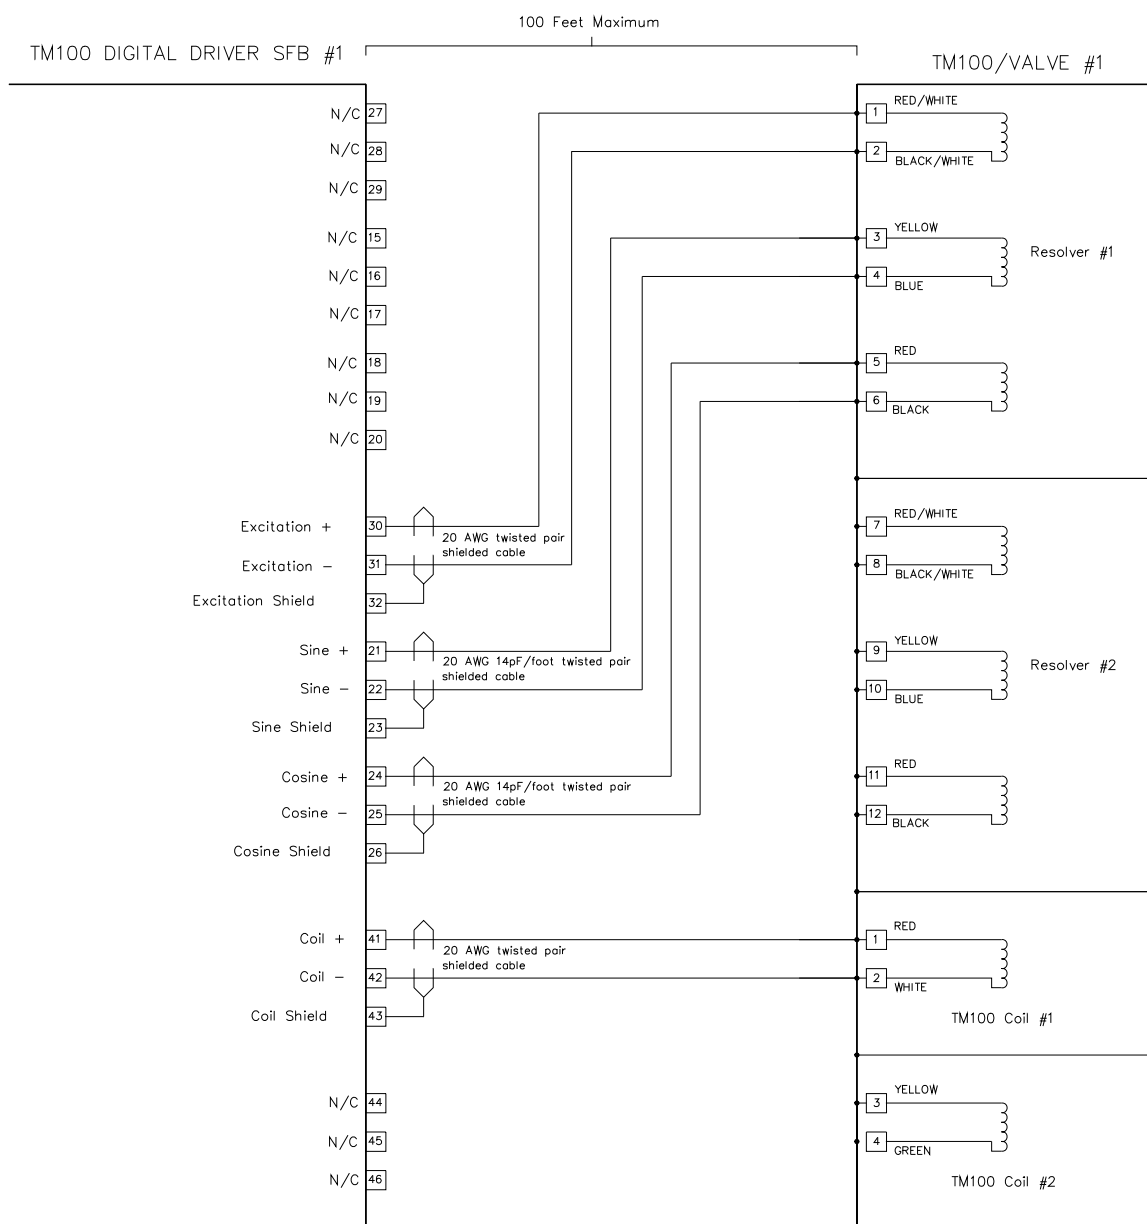 100 Feet Maximum
TM100 DIGITAL DRIVER SFB #1
TM100/VALVE #1
N/C 27
N/C 28
N/C 29
N/C 15
N/C 16
N/C 17
N/C 18
N/C 19
N/C 20
Excitation + 30
20 AWG twisted pair
shielded cable
Excitation − 31
Excitation Shield 32
Sine + 21
20 AWG 14pF/foot twisted pair
shielded cable
Sine − 22
Sine Shield 23
Cosine + 24
20 AWG 14pF/foot twisted pair
shielded cable
Cosine − 25
Cosine Shield 26
Coil + 41
20 AWG twisted pair
shielded cable
Coil − 42
Coil Shield 43
N/C 44
N/C 45
N/C 46
1 RED/WHITE
2 BLACK/WHITE
3 YELLOW
Resolver #1
4 BLUE
5 RED
6 BLACK
7 RED/WHITE
8 BLACK/WHITE
9 YELLOW
Resolver #2
10 BLUE
11 RED
12 BLACK
1 RED
2 WHITE
TM100 Coil #1
3 YELLOW
4 GREEN
TM100 Coil #2